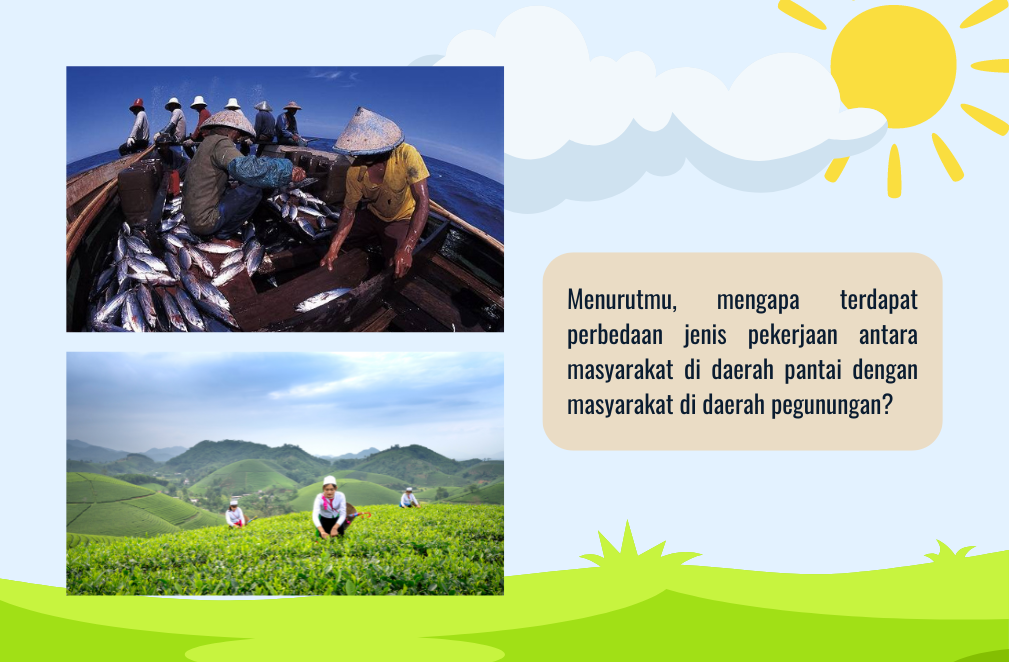 Menurutmu, mengapa terdapat
perbedaan jenis pekerjaan antara
masyarakat di daerah pantai dengan
masyarakat di daerah pegunungan?